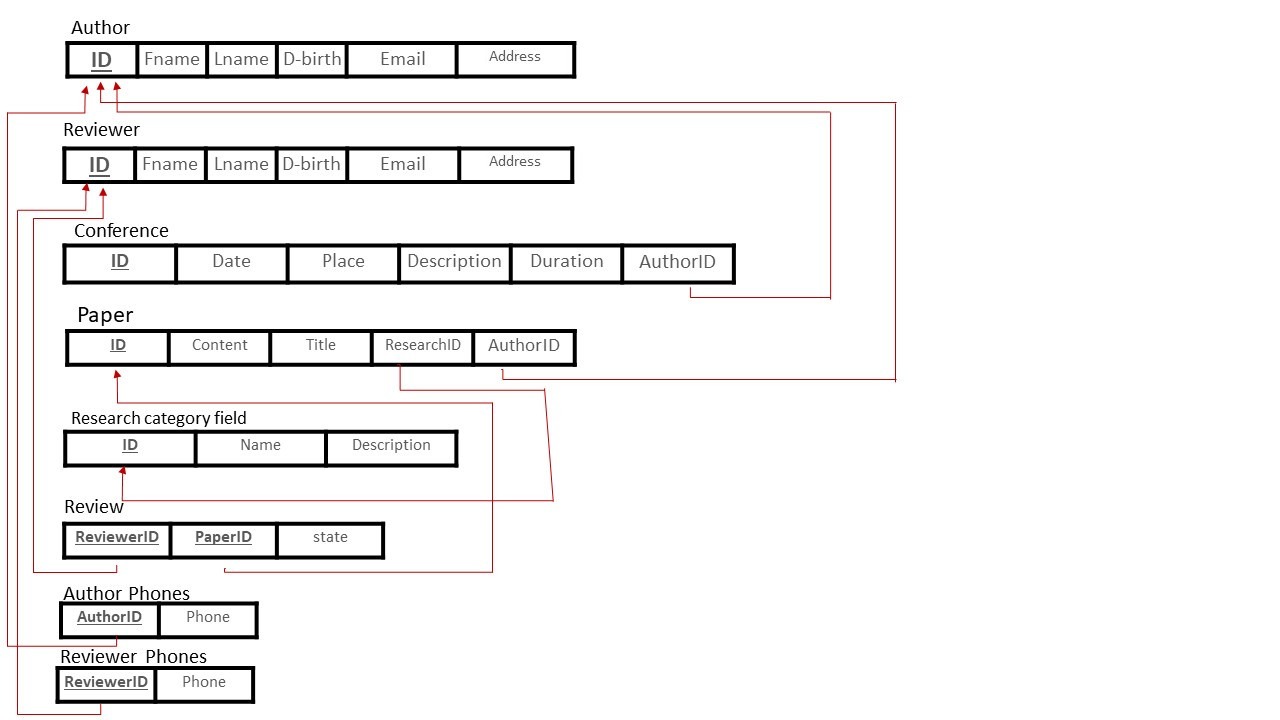 Author
ID Fname Lname D-birth Email Address
Reviewer
ID Fname Lname D-birth Email Address
Conference
ID Date Place Description Duration AuthorID
Paper
ID Content Title ResearchID AuthorID
Research category field
ID Name Description
Review
ReviewerID PaperID state
Author Phones
AuthorID Phone
Reviewer Phones
ReviewerID Phone